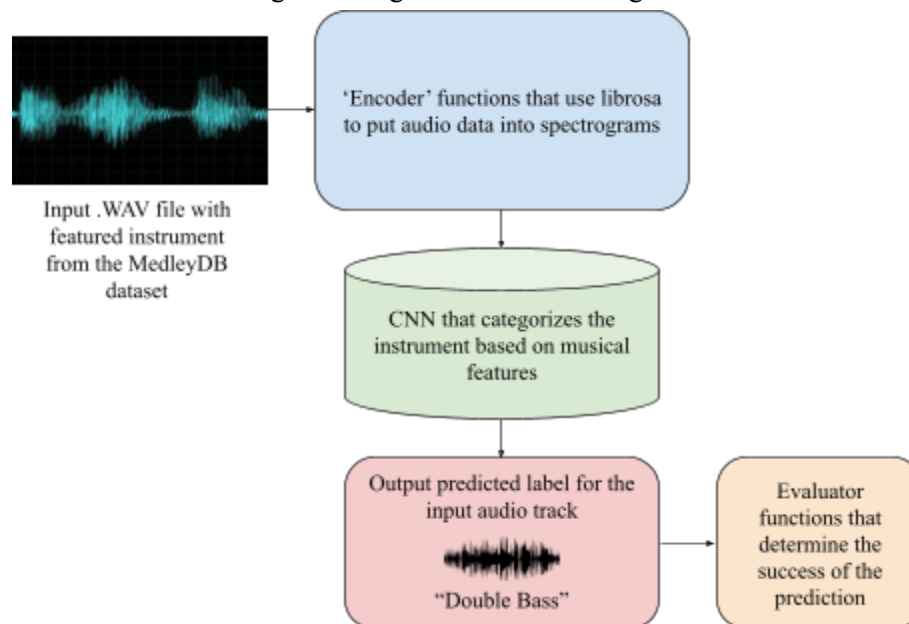 ‘Encoder’ functions that use librosa
to put audio data into spectrograms
Input .WAV file with
featured instrument
from the MedleyDB
dataset
CNN that categorizes the
instrument based on musical
features
Output predicted label for the
input audio track
“Double Bass”
Evaluator
functions that
determine the
success of the
prediction